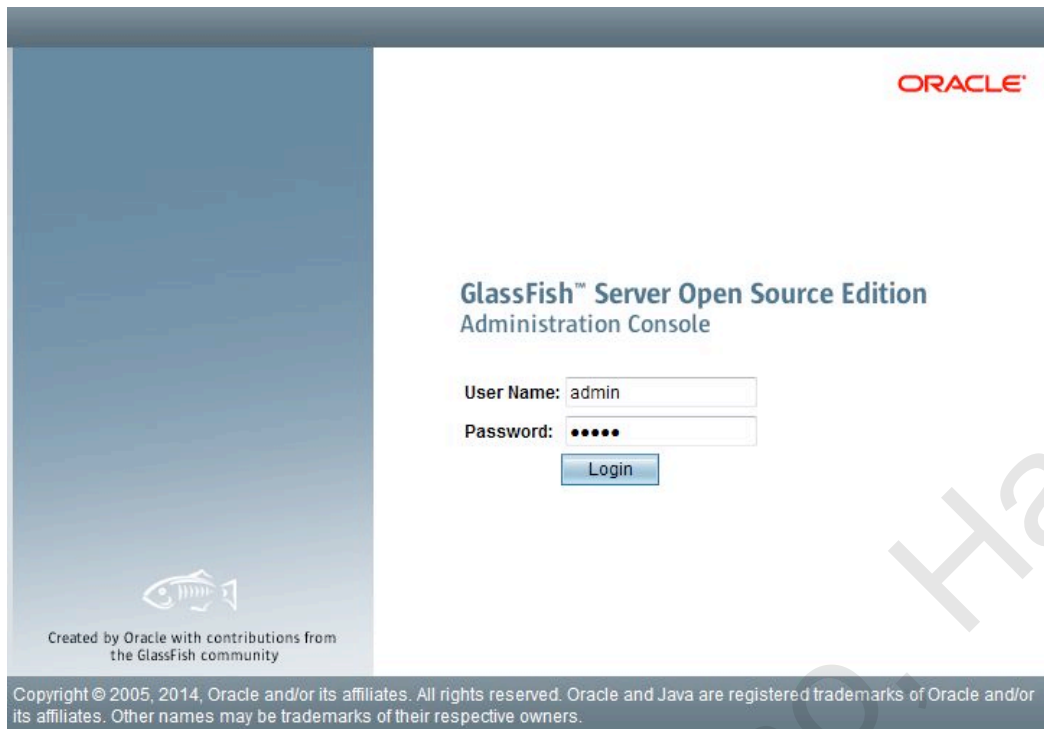 ORACLE
GlassFish™ Server Open Source Edition
Administration Console
User Name: admin
Password: •••••
Login
Created by Oracle with contributions from
the GlassFish community
Copyright © 2005, 2014, Oracle and/or its affiliates. All rights reserved. Oracle and Java are registered trademarks of Oracle and/or
its affiliates. Other names may be trademarks of their respective owners.